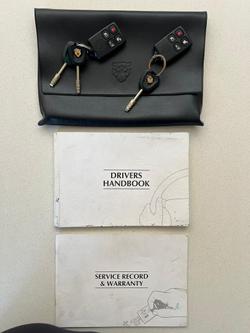 DRIVERS
HANDBOOK
SERVICE RECORD
& WARRANTY